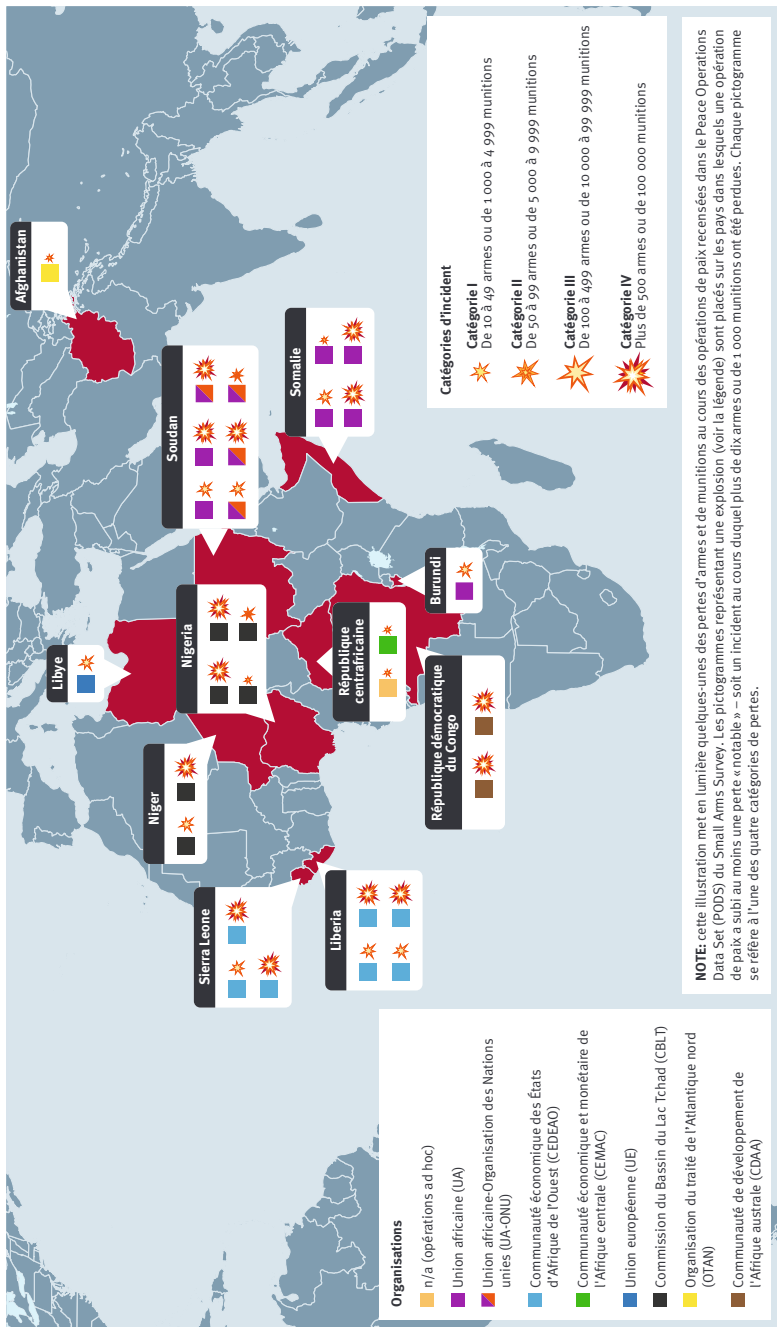 Sierra Leone
Liberia
Niger
Libye
Nigeria
République
centrafricaine
République démocratique
du Congo
Burundi
Soudan
Somalie
Afghanistan
Organisations
n/a (opérations ad hoc)
Union africaine (UA)
Union africaine-Organisation des Nations
unies (UA-ONU)
Communauté économique des États
d'Afrique de l'Ouest (CEDEAO)
Communauté économique et monétaire de
l'Afrique centrale (CEMAC)
Union européenne (UE)
Commission du Bassin du Lac Tchad (CBLT)
Organisation du traité de l'Atlantique nord
(OTAN)
Communauté de développement de
l'Afrique australe (CDAA)
Catégories d'incident
Catégorie I
De 10 à 49 armes ou de 1 000 à 4 999 munitions
Catégorie II
De 50 à 99 armes ou de 5 000 à 9 999 munitions
Catégorie III
De 100 à 499 armes ou de 10 000 à 99 999 munitions
Catégorie IV
Plus de 500 armes ou de 100 000 munitions
NOTE: cette illustration met en lumière quelques-unes des pertes d'armes et de munitions au cours des opérations de paix recensées dans le Peace Operations
Data Set (PODS) du Small Arms Survey. Les pictogrammes représentant une explosion (voir la légende) sont placés sur les pays dans lesquels une opération
de paix a subi au moins une perte « notable » – soit un incident au cours duquel plus de dix armes ou de 1 000 munitions ont été perdues. Chaque pictogramme
se réfère à l'une des quatre catégories de pertes.